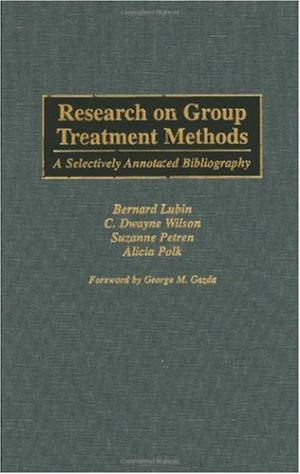 Research on Group
Treatment Methods
A Selectively Annotated Bibliography
Bernard Lubin
C. Dwayne Wilson
Suzanne Petren
Alicia Polk
Foreword by George M. Gazda